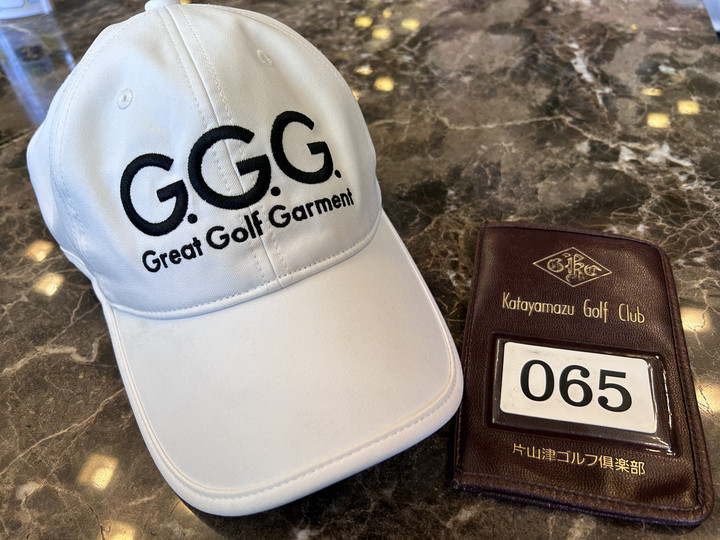 G.G.G.
Great Golf Garment
Katayamazu Golf Club
065
片山津ゴルフ倶楽部